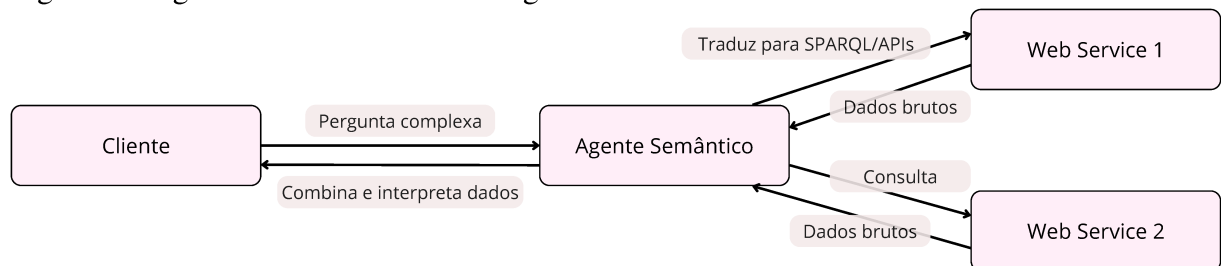 Traduz para SPARQL/APIs
Web Service 1
Dados brutos
Pergunta complexa
Cliente
Agente Semântico
Combina e interpreta dados
Consulta
Dados brutos
Web Service 2